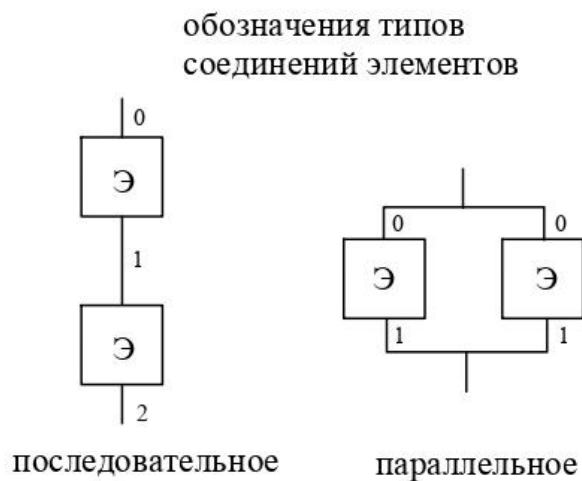 обозначения типов
соединений элементов
0
Э
1
Э
2
0 0
Э Э
1 1
последовательное
параллельное